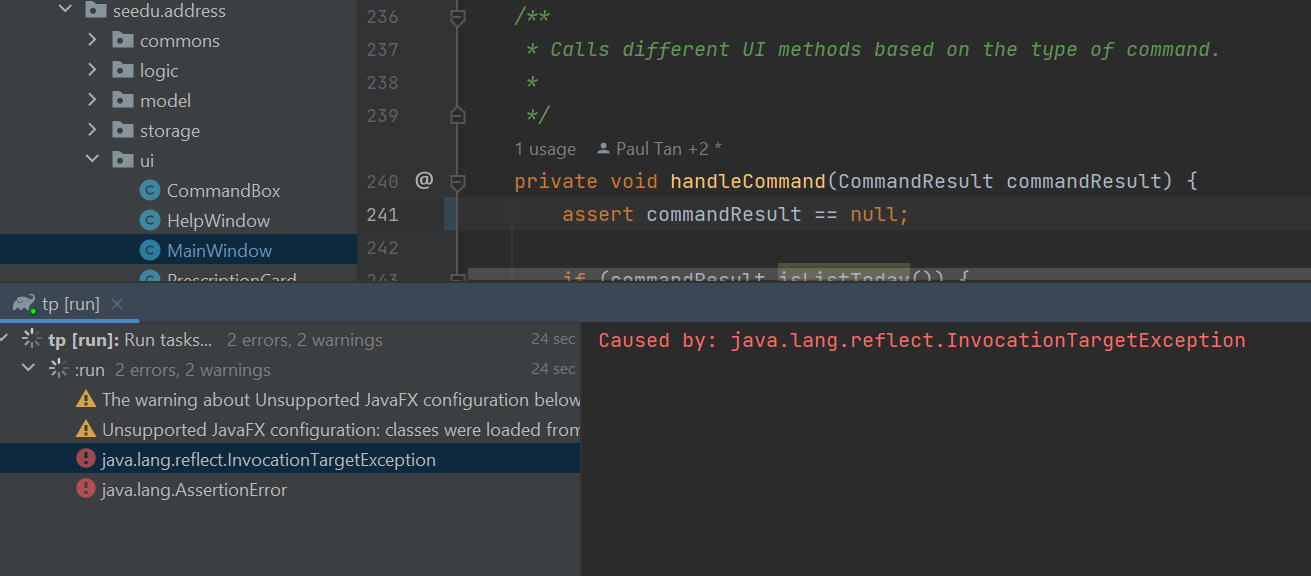 seedu.address
commons
logic
model
storage
ui
CommandBox
HelpWindow
MainWindow
PrescriptionCard
236 /**
237 * Calls different UI methods based on the type of command.
238 *
239 */
1 usage Paul Tan +2 *
240 @ private void handleCommand(CommandResult commandResult) {
241 assert commandResult == null;
242
243 if (commandResult.isListToday()) {
tp [run]
tp [run]: Run tasks... 2 errors, 2 warnings 24 sec
:run 2 errors, 2 warnings 24 sec
The warning about Unsupported JavaFX configuration below
Unsupported JavaFX configuration: classes were loaded from
java.lang.reflect.InvocationTargetException
java.lang.AssertionError
Caused by: java.lang.reflect.InvocationTargetException